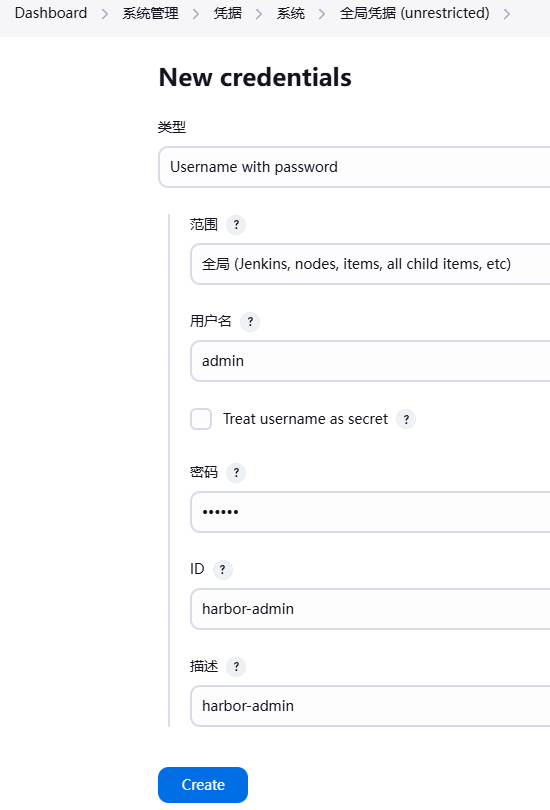 Dashboard > 系统管理 > 凭据 > 系统 > 全局凭据 (unrestricted) >
New credentials
类型
Username with password
范围 ?
全局 (Jenkins, nodes, items, all child items, etc)
用户名 ?
admin
Treat username as secret ?
密码 ?
••••••
ID ?
harbor-admin
描述 ?
harbor-admin
Create